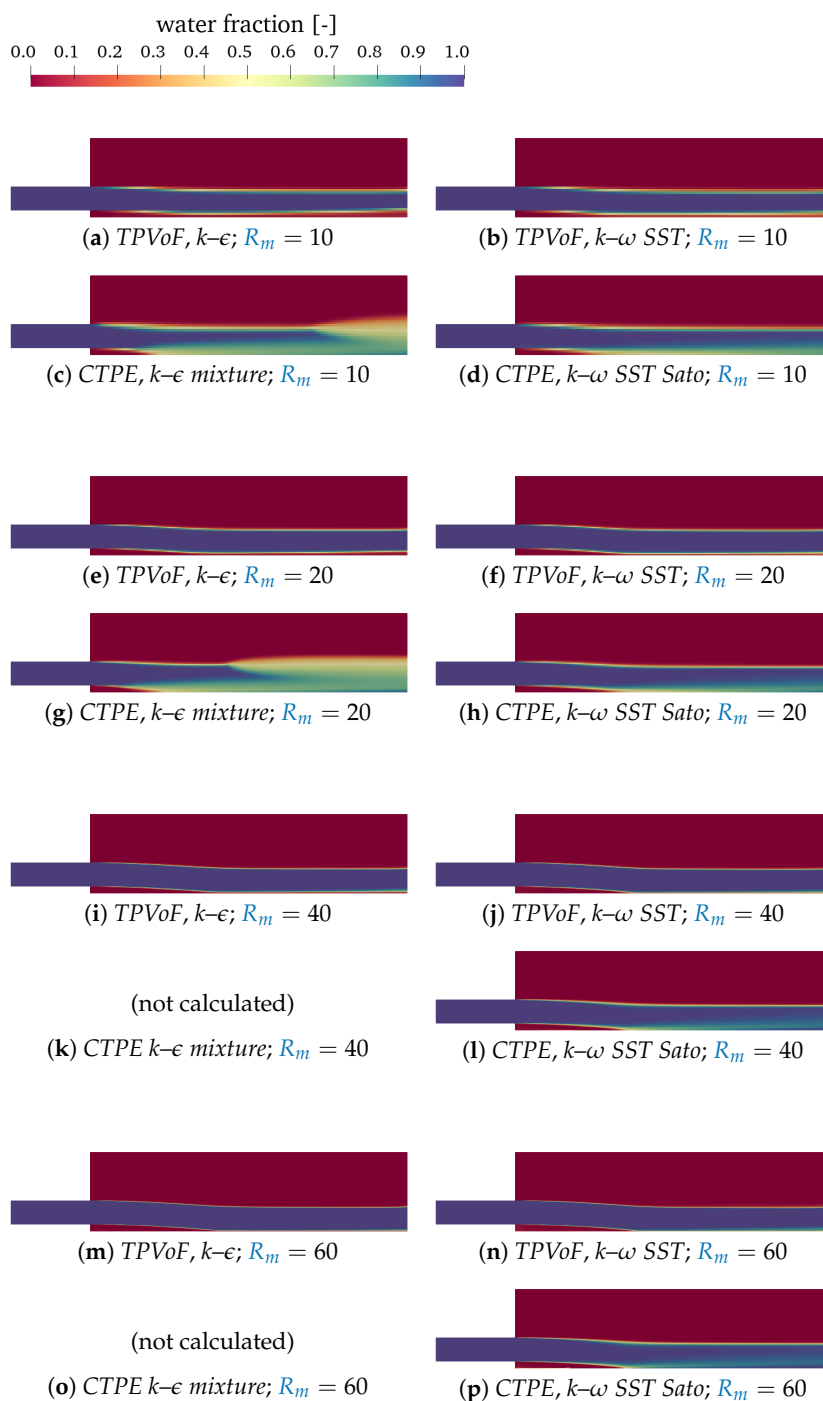 water fraction [-]
0.0 0.1 0.2 0.3 0.4 0.5 0.6 0.7 0.8 0.9 1.0
(a) TPVoF, k–ϵ; Rₘ = 10
(b) TPVoF, k–ω SST; Rₘ = 10
(c) CTPE, k–ϵ mixture; Rₘ = 10
(d) CTPE, k–ω SST Sato; Rₘ = 10
(e) TPVoF, k–ϵ; Rₘ = 20
(f) TPVoF, k–ω SST; Rₘ = 20
(g) CTPE, k–ϵ mixture; Rₘ = 20
(h) CTPE, k–ω SST Sato; Rₘ = 20
(i) TPVoF, k–ϵ; Rₘ = 40
(j) TPVoF, k–ω SST; Rₘ = 40
(not calculated)
(k) CTPE k–ϵ mixture; Rₘ = 40
(l) CTPE, k–ω SST Sato; Rₘ = 40
(m) TPVoF, k–ϵ; Rₘ = 60
(n) TPVoF, k–ω SST; Rₘ = 60
(not calculated)
(o) CTPE k–ϵ mixture; Rₘ = 60
(p) CTPE, k–ω SST Sato; Rₘ = 60